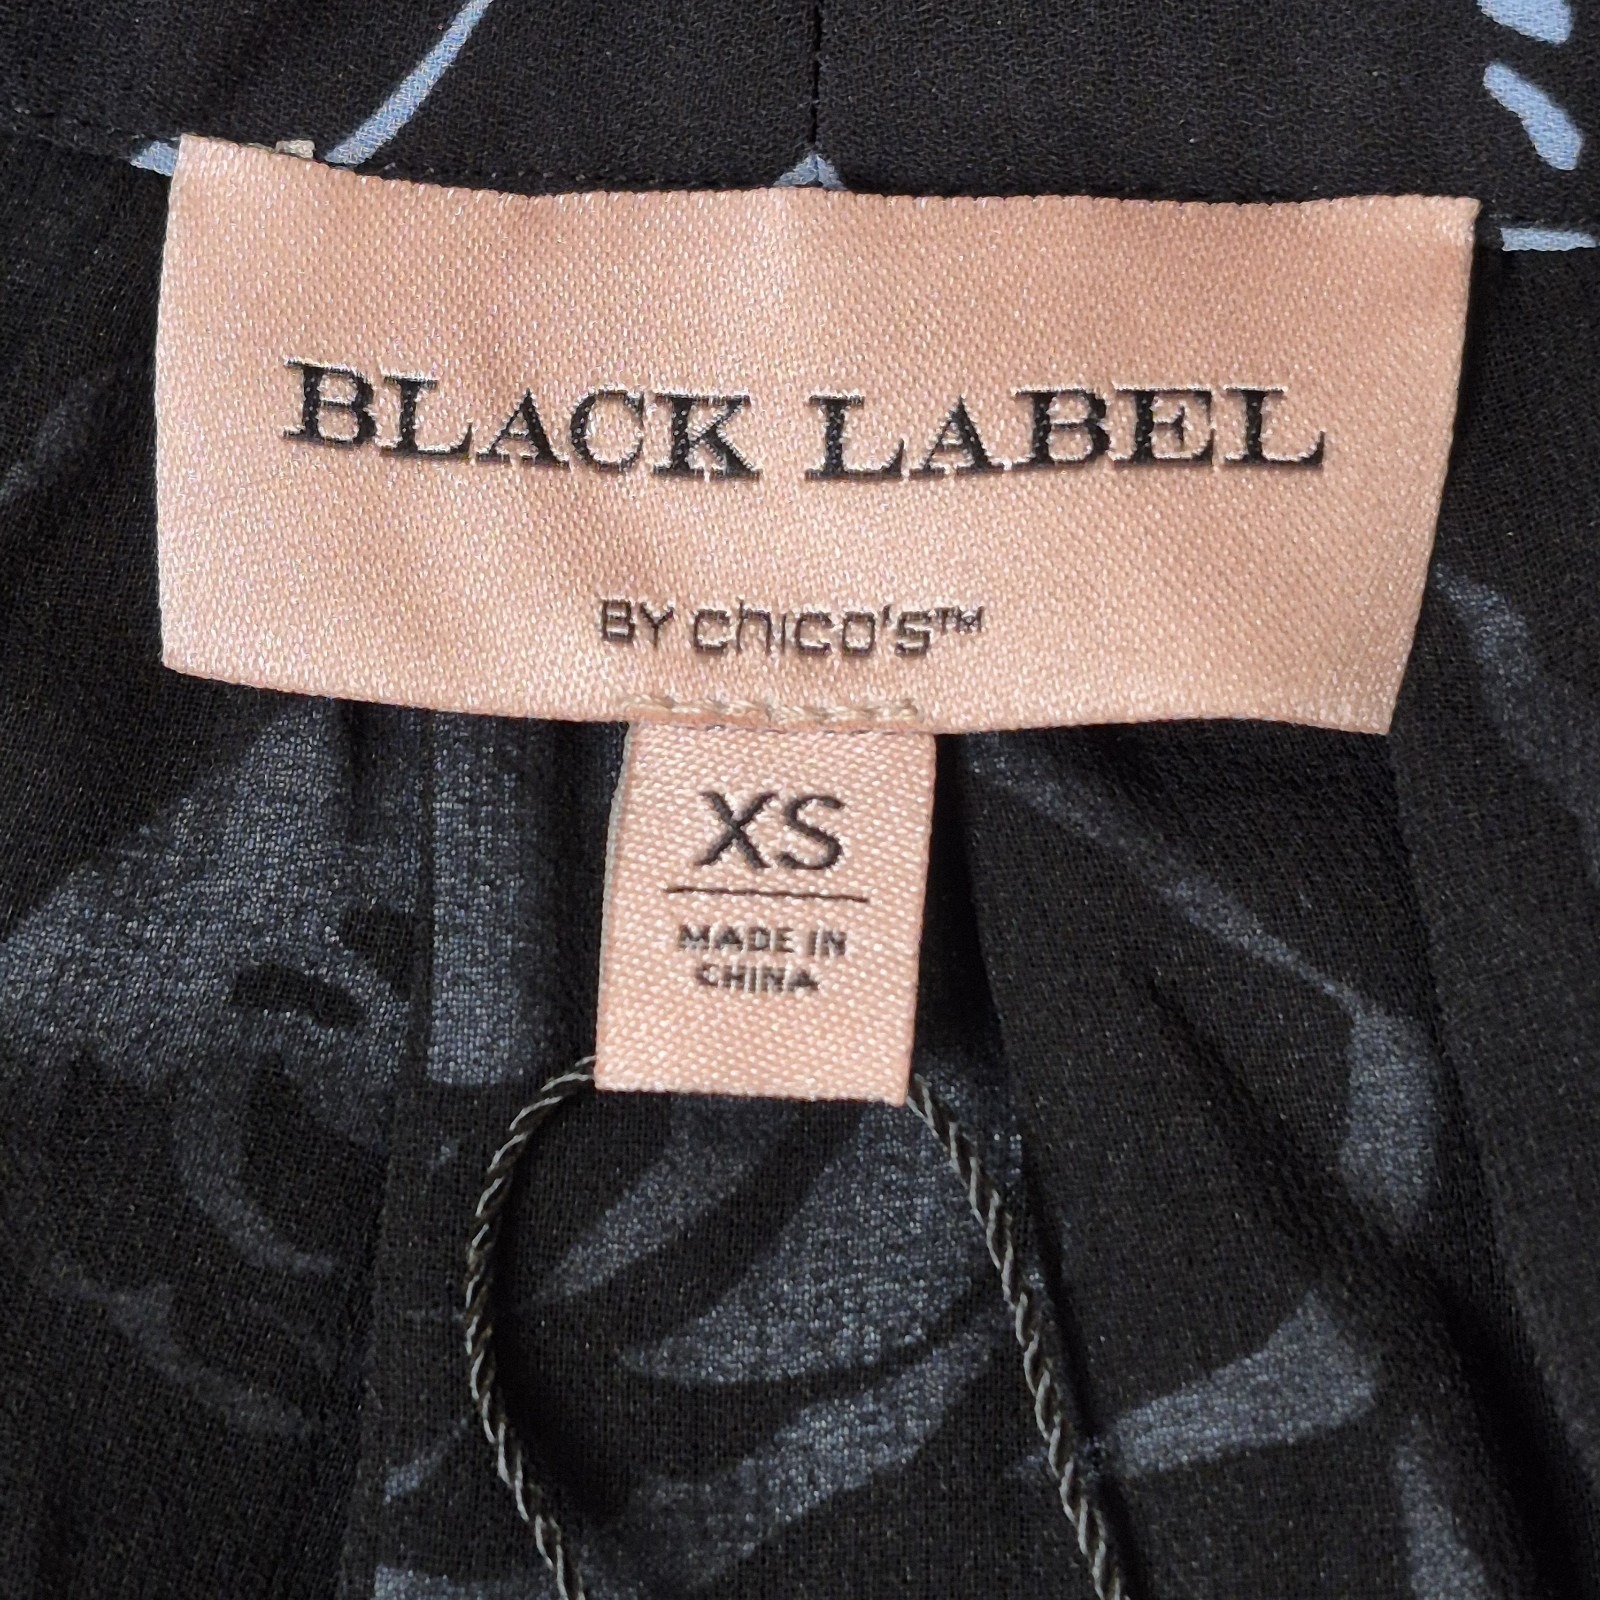 BLACK LABEL
BY chico's™
XS
MADE IN
CHINA